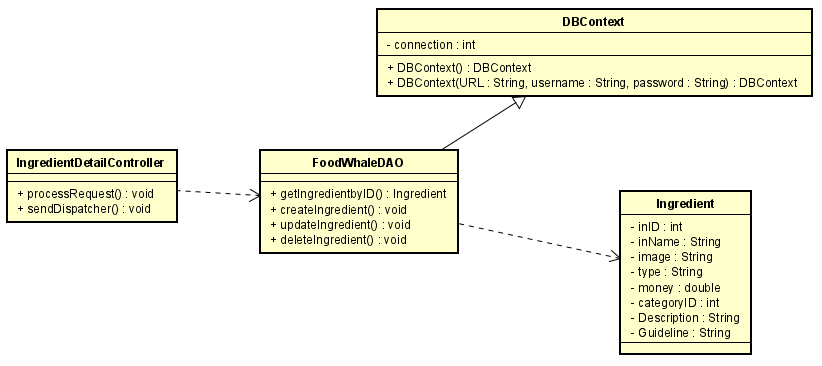 DBContext
- connection : int
+ DBContext() : DBContext
+ DBContext(URL : String, username : String, password : String) : DBContext
IngredientDetailController
+ processRequest() : void
+ sendDispatcher() : void
FoodWhaleDAO
+ getIngredientbyID() : Ingredient
+ createIngredient() : void
+ updateIngredient() : void
+ deleteIngredient() : void
Ingredient
- inID : int
- inName : String
- image : String
- type : String
- money : double
- categoryID : int
- Description : String
- Guideline : String